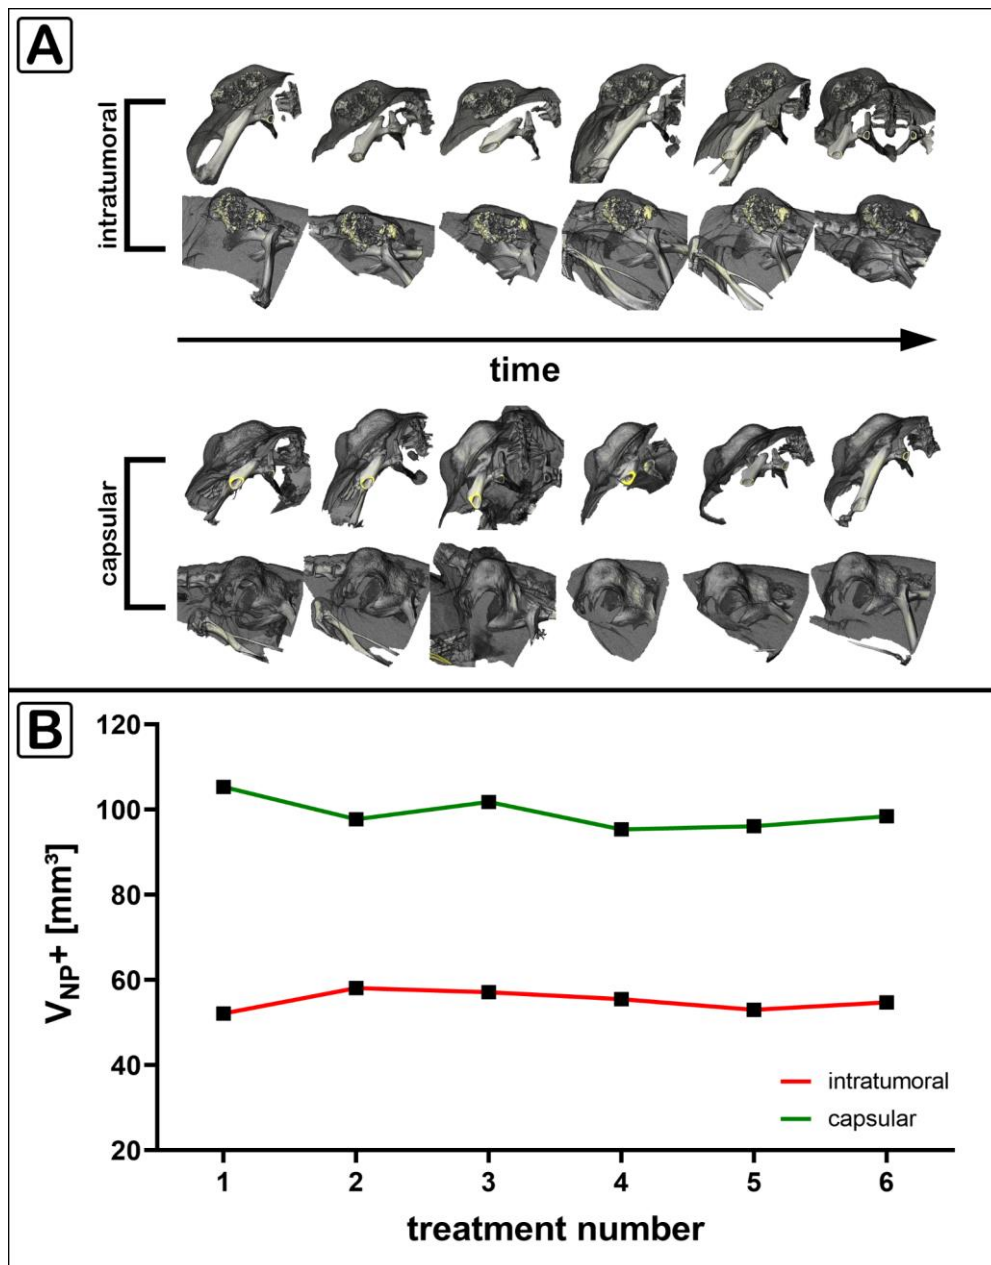 A
intratumoral
time
capsular
B
120
100
80
60
40
20
V_NP+ [mm³]
intratumoral
capsular
1 2 3 4 5 6
treatment number